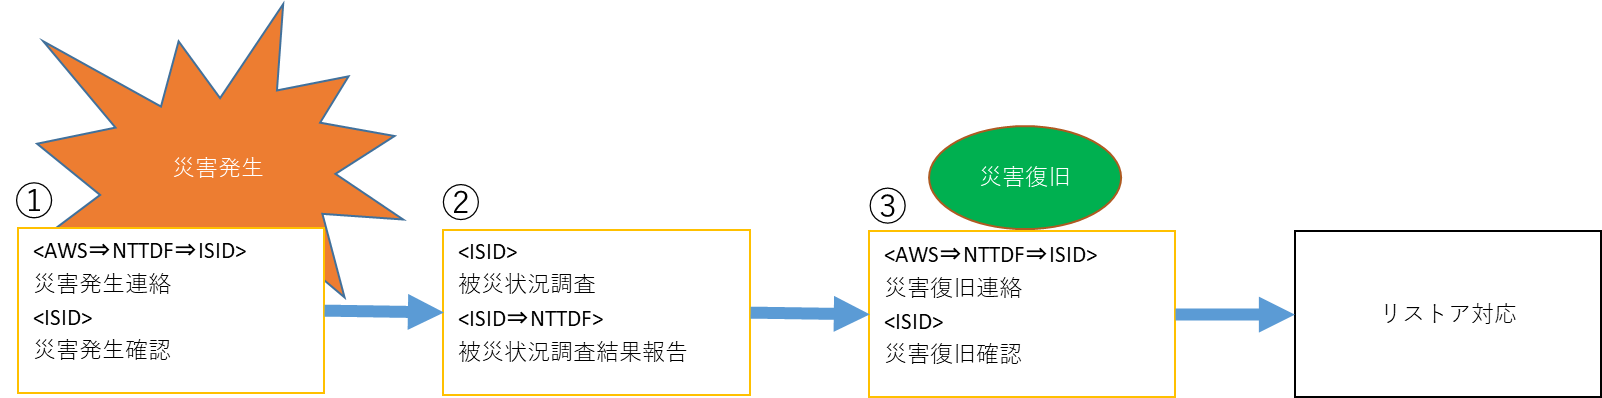 災害発生
①
<AWS⇒NTTDF⇒ISID>
災害発生連絡
<ISID>
災害発生確認
②
<ISID>
被災状況調査
<ISID⇒NTTDF>
被災状況調査結果報告
災害復旧
③
<AWS⇒NTTDF⇒ISID>
災害復旧連絡
<ISID>
災害復旧確認
リストア対応